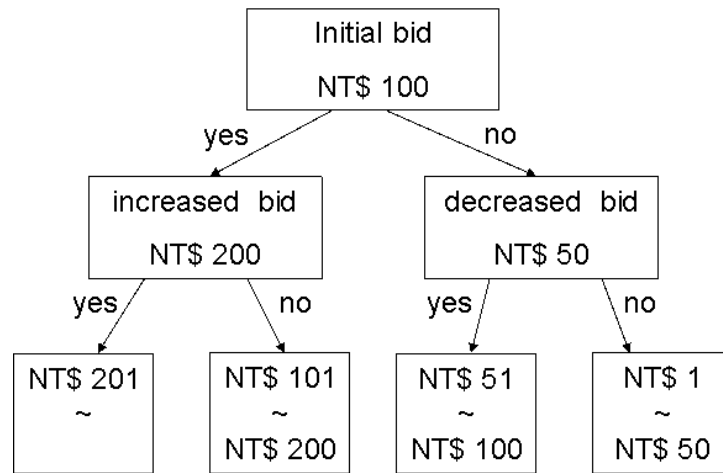 Initial bid
NT$ 100
yes
no
increased bid
NT$ 200
decreased bid
NT$ 50
yes
no
yes
no
NT$ 201
~
NT$ 101
~
NT$ 200
NT$ 51
~
NT$ 100
NT$ 1
~
NT$ 50